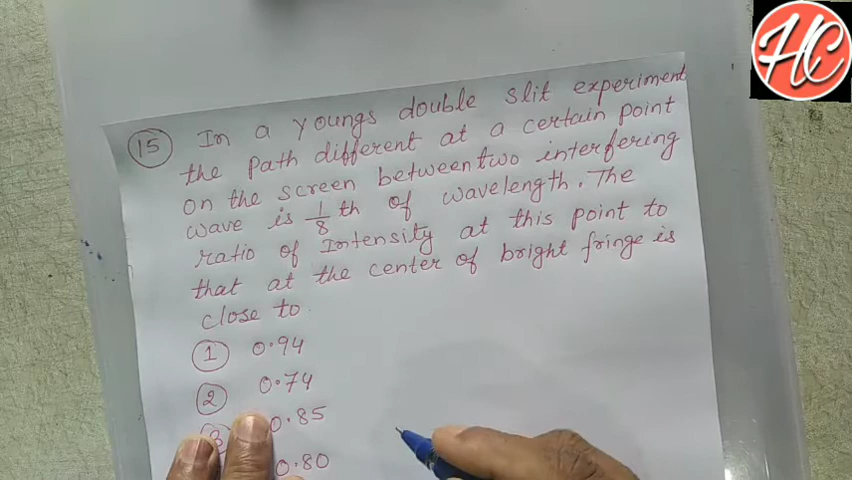 HC
15 In a youngs double slit experiment
the path different at a certain point
on the screen between two interfering
wave is 1/8 th of wavelength. The
ratio of Intensity at this point to
that at the center of bright fringe is
close to.
1 0.94
2 0.74
3 0.85
0.80